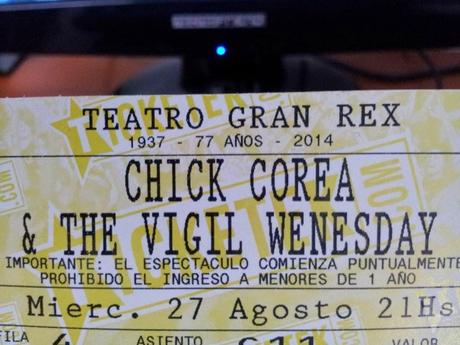 TEATRO GRAN REX
1937 - 77 AÑOS - 2014
CHICK COREA
& THE VIGIL WENESDAY
IMPORTANTE: EL ESPECTACULO COMIENZA PUNTUALMENTE
PROHIBIDO EL INGRESO A MENORES DE 1 AÑO
Mierc. 27 Agosto 21Hs
FILA ASIENTO VALOR